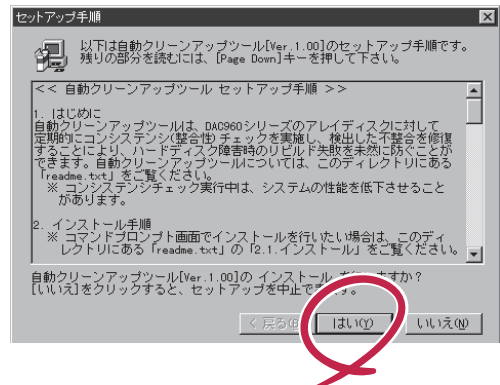 セットアップ手順
以下は自動クリーンアップツール[Ver.1.00]のセットアップ手順です。
残りの部分を読むには、[Page Down]キーを押して下さい。
<< 自動クリーンアップツール セットアップ手順 >>
1. はじめに
自動クリーンアップツールは、DAC960シリーズのアレイディスクに対して
定期的にコンシステンシ(整合性)チェックを実施し、検出した不整合を修復
することにより、ハードディスク障害時のリビルド失敗を未然に防ぐことが
できます。自動クリーンアップツールについては、このディレクトリにある
「readme.txt」をご覧ください。
※ コンシステンシチェック実行中は、システムの性能を低下させること
があります。
2. インストール手順
※ コマンドプロンプト画面でインストールを行いたい場合は、このディ
レクトリにある「readme.txt」の「2.1.インストール」をご覧ください。
自動クリーンアップツール[Ver.1.00]の インストール ますか?
[いいえ]をクリックすると、セットアップを中止で す。
< 戻る(B) はい(Y) いいえ(N)